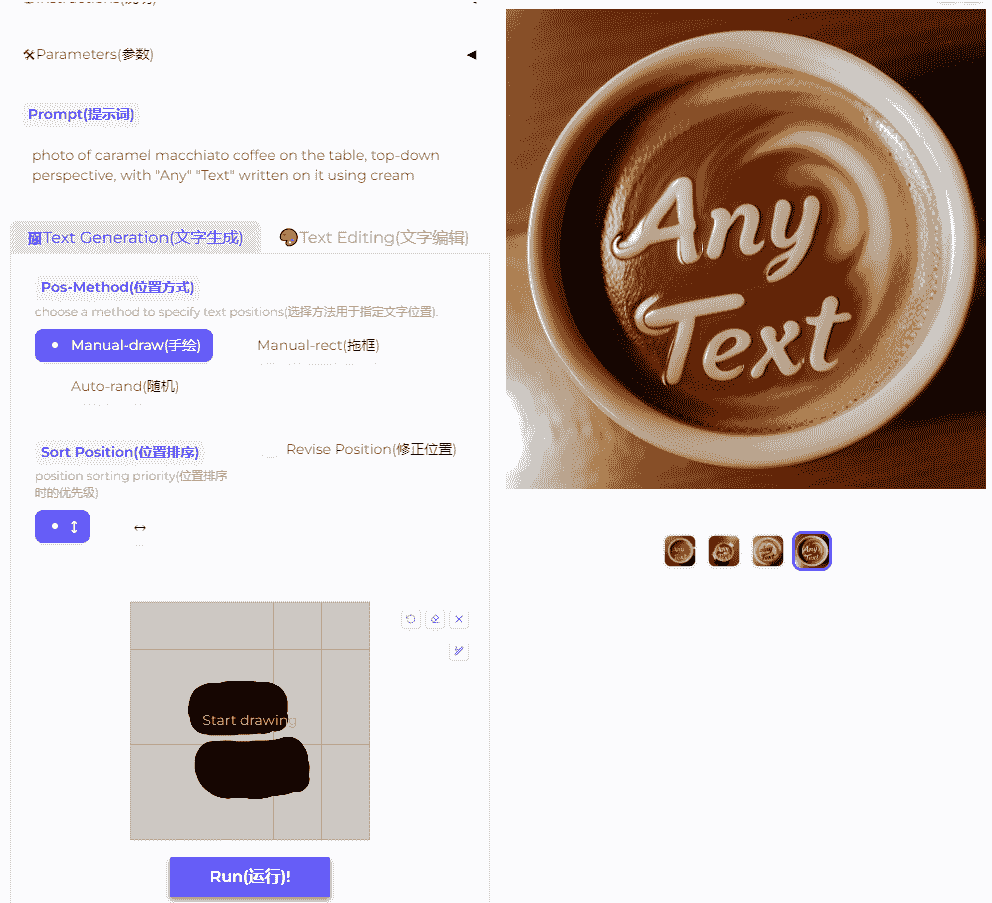 🛠Parameters(参数)
Prompt(提示词)
photo of caramel macchiato coffee on the table, top-down
perspective, with "Any" "Text" written on it using cream
Text Generation(文字生成)
Text Editing(文字编辑)
Pos-Method(位置方式)
choose a method to specify text positions(选择方法用于指定文字位置).
Manual-draw(手绘)
Manual-rect(拖框)
Auto-rand(随机)
Sort Position(位置排序)
position sorting priority(位置排序
时的优先级)
↕
↔
Revise Position(修正位置)
Start drawing
Run(运行)!
Any
Text